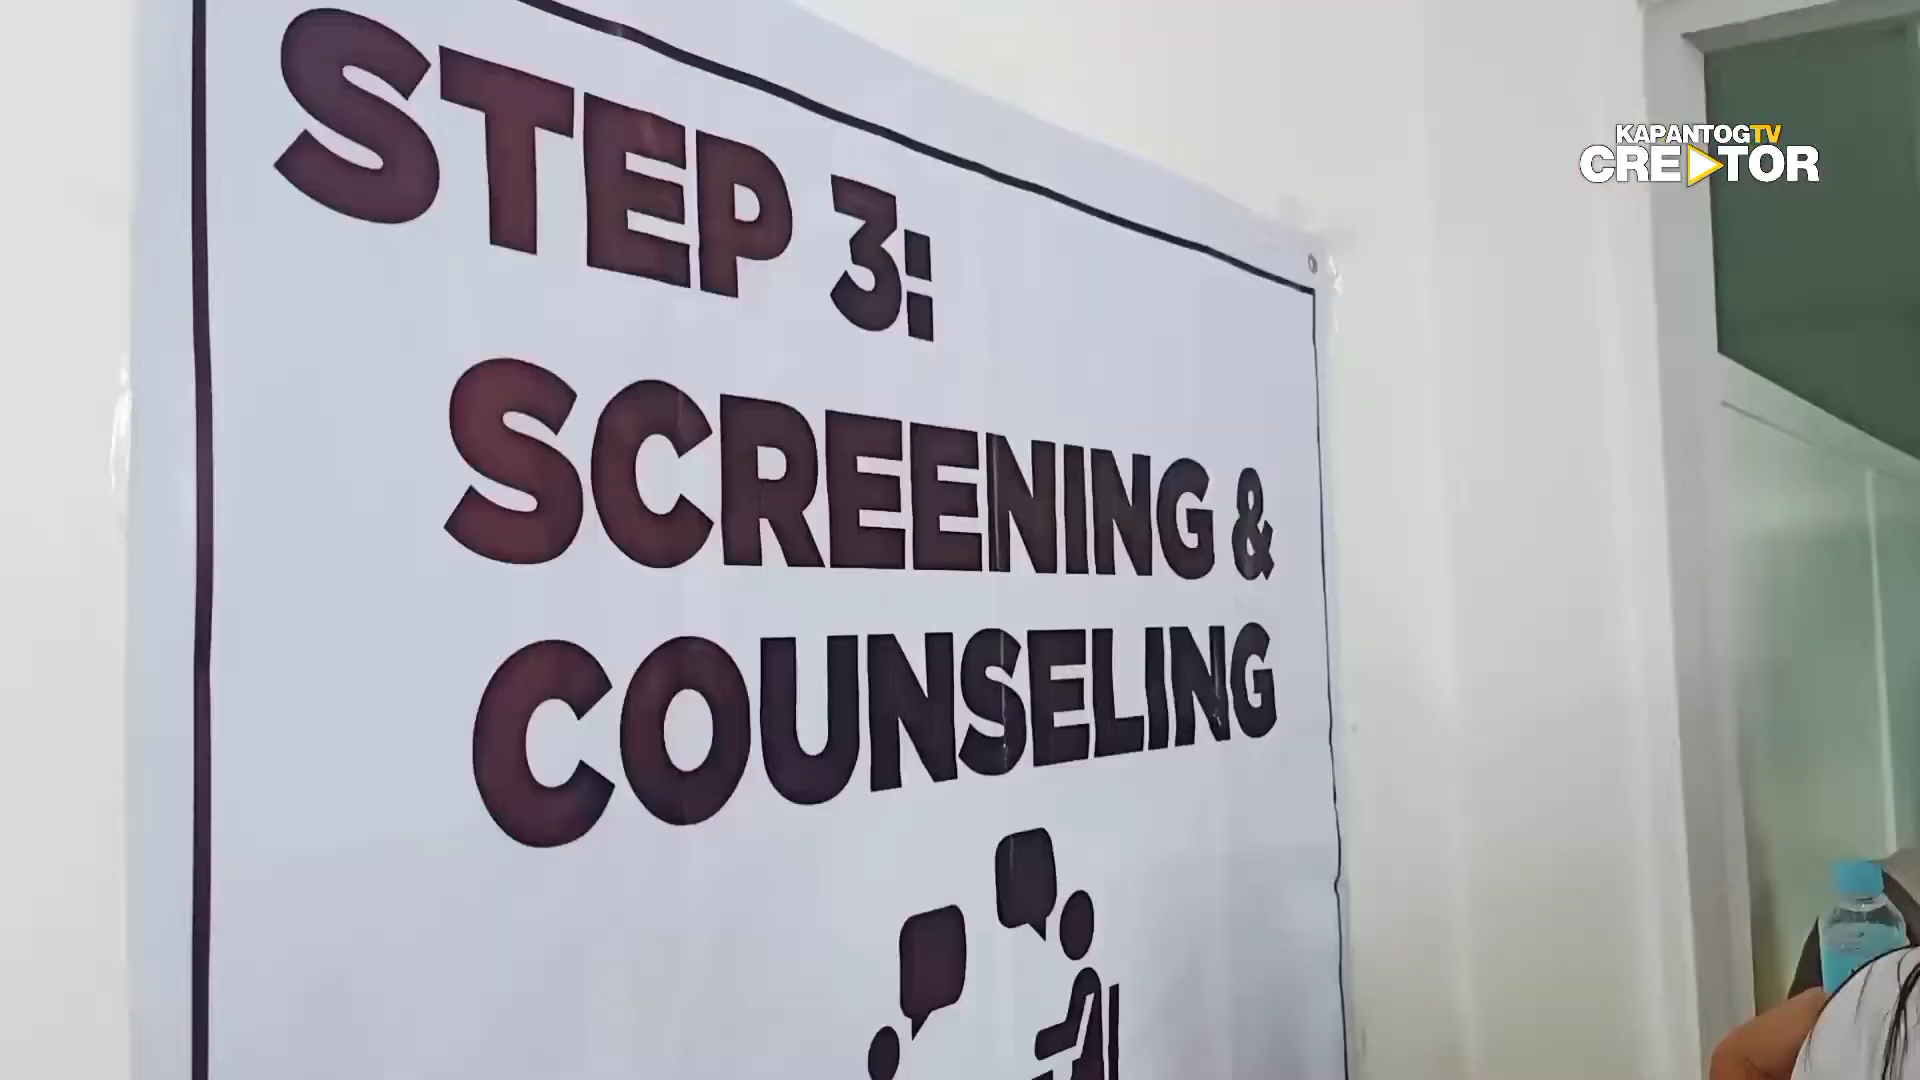 STEP 3:
SCREENING &
COUNSELING
KAPANTOGTV
CREATOR